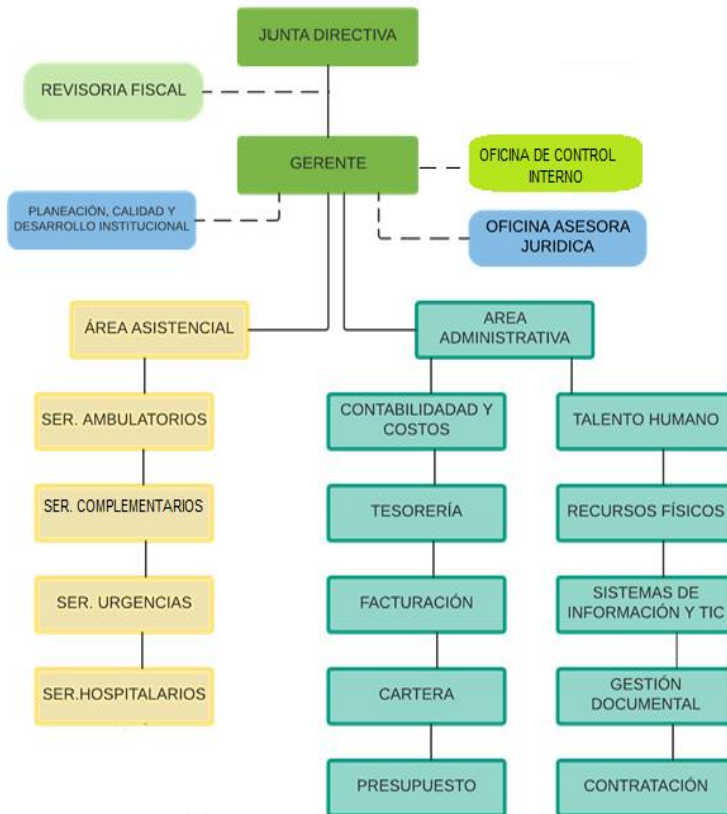 JUNTA DIRECTIVA
REVISORIA FISCAL
GERENTE
OFICINA DE CONTROL
INTERNO
PLANEACIÓN, CALIDAD Y
DESARROLLO INSTITUCIONAL
OFICINA ASESORA
JURIDICA
ÁREA ASISTENCIAL
AREA
ADMINISTRATIVA
SER. AMBULATORIOS
CONTABILIDADAD Y
COSTOS
TALENTO HUMANO
SER. COMPLEMENTARIOS
TESORERÍA
RECURSOS FÍSICOS
SER. URGENCIAS
FACTURACIÓN
SISTEMAS DE
INFORMACIÓN Y TIC
SER.HOSPITALARIOS
CARTERA
GESTIÓN
DOCUMENTAL
PRESUPUESTO
CONTRATACIÓN